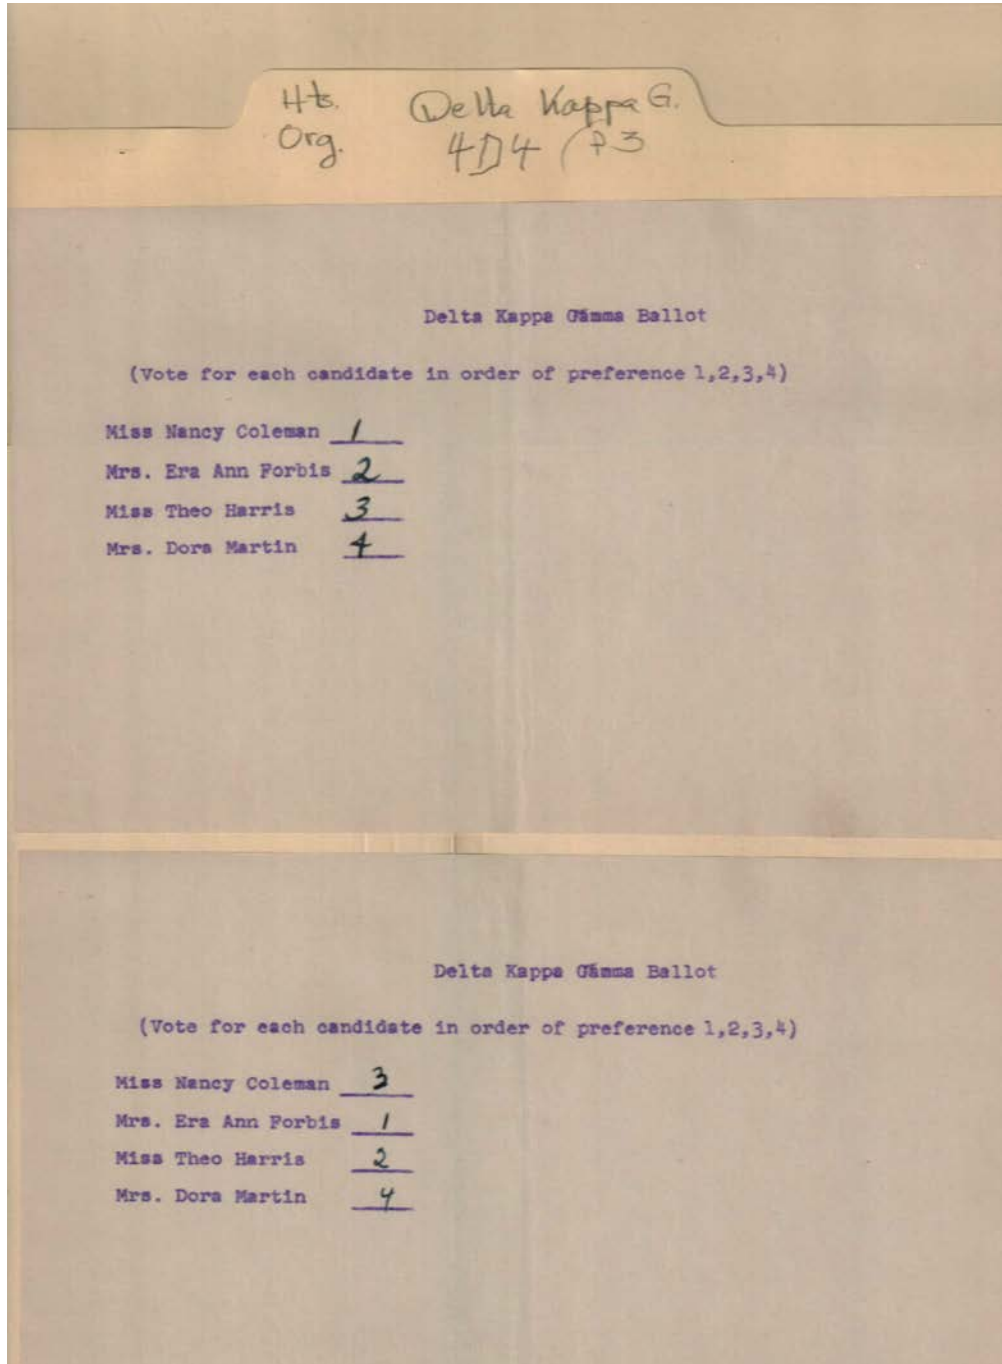 Hts. Delta Kappa G.
Org. 4D4 / P3
Delta Kappa Gamma Ballot
(Vote for each candidate in order of preference 1,2,3,4)
Miss Nancy Coleman 1
Mrs. Era Ann Forbis 2
Miss Theo Harris 3
Mrs. Dora Martin 4
Delta Kappa Gamma Ballot
(Vote for each candidate in order of preference 1,2,3,4)
Miss Nancy Coleman 3
Mrs. Era Ann Forbis 1
Miss Theo Harris 2
Mrs. Dora Martin 4